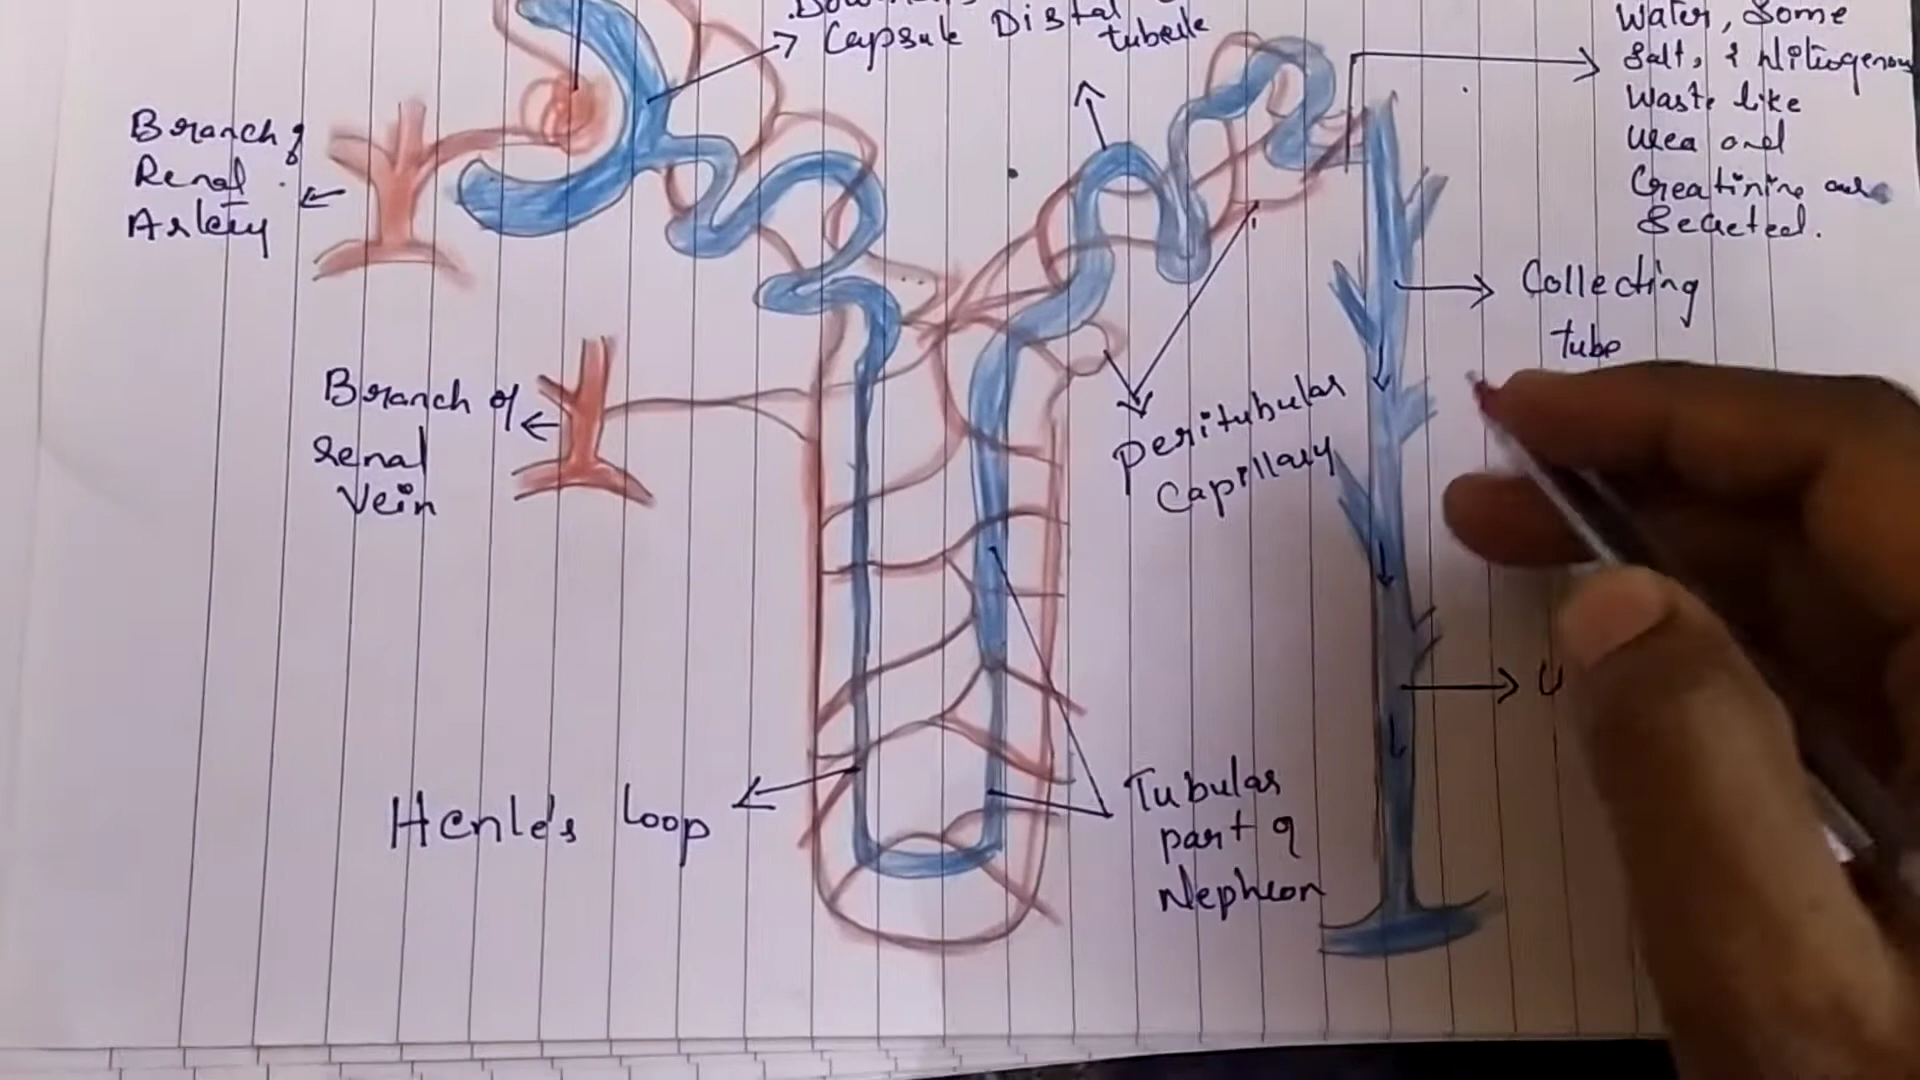 Capsule
Distal
tubule
Water, Some
Salt, & Nitrogenous
Waste like
Urea and
Creatinine are
Secreted.
Branch of
Renal
Artery
Collecting
tube
Branch of
renal
Vein
Peritubular
Capillary
U
Henle's loop
Tubular
part of
Nephron